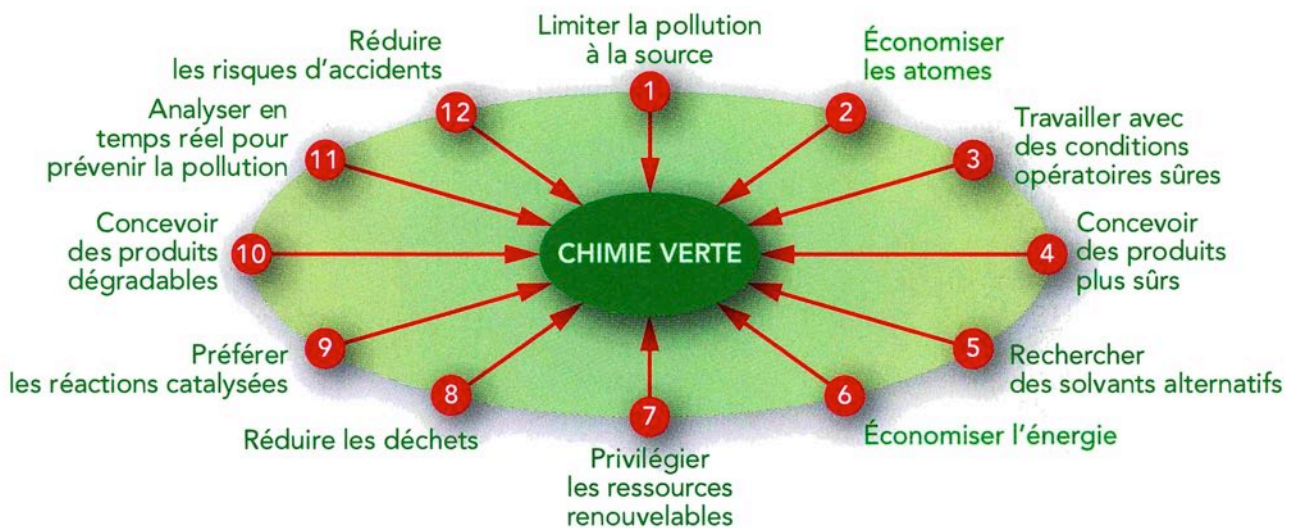 Limiter la pollution
à la source
1
Économiser
les atomes
2
Travailler avec
des conditions
opératoires sûres
3
Concevoir
des produits
plus sûrs
4
Rechercher
des solvants alternatifs
5
Économiser l'énergie
6
Privilégier
les ressources
renouvelables
7
Réduire les déchets
8
Préférer
les réactions catalysées
9
Concevoir
des produits
dégradables
10
Analyser en
temps réel pour
prévenir la pollution
11
Réduire
les risques d'accidents
12
CHIMIE VERTE